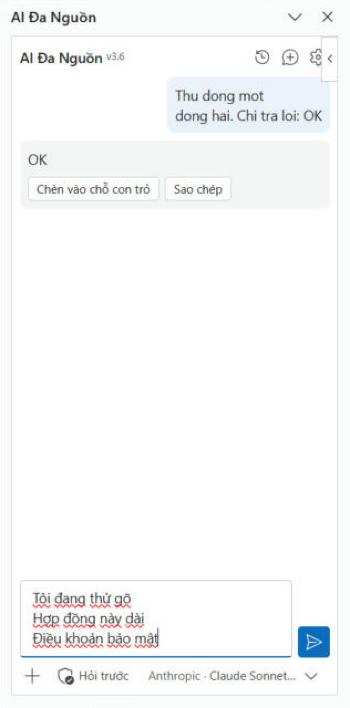 AI Đa Nguồn
AI Đa Nguồn v3.6
Thu dong mot
dong hai. Chi tra loi: OK
OK
Chèn vào chỗ con trỏ
Sao chép
Tôi đang thử gõ
Hợp đồng này dài
Điều khoản bảo mật
Hỏi trước
Anthropic · Claude Sonnet...